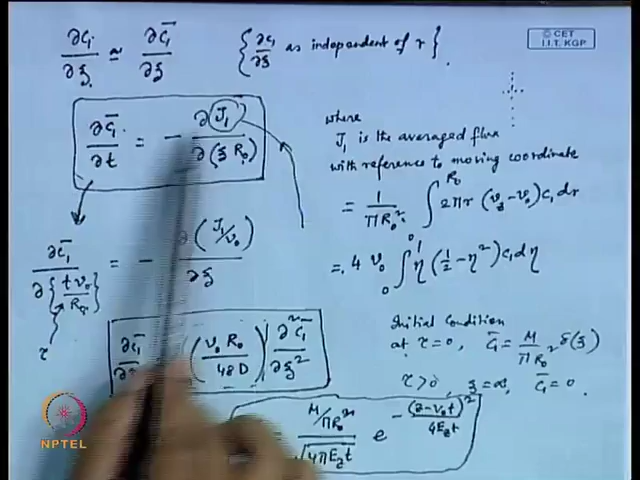 ∂c₁/∂ξ ≃ ∂c̄₁/∂ξ {∂c₁/∂ξ as independent of r}.
© CET
I.I.T. KGP
∂c̄₁/∂t = − ∂J₁/∂(ξ R₀)
where
J₁ is the averaged flux
with reference to moving coordinate
= 1/(πR₀²) ∫₀^R₀ 2πr (v_z − v₀) c₁ dr
= 4 v₀ ∫₀¹ η (1/2 − η²) c₁ dη
∂c̄₁/∂{t v₀/R₀} = − ∂(J₁/v₀)/∂ξ
τ
∂c̄₁/∂τ (v₀ R₀/48D) ∂²c̄₁/∂ξ²
Initial Condition
at τ=0, c̄₁ = M/(πR₀²) δ(ξ)
τ>0, ξ=∞, c̄₁=0.
= (M/πR₀²)/√(4πE_z t) e^(−(z−v₀t)²/(4E_z t))
NPTEL